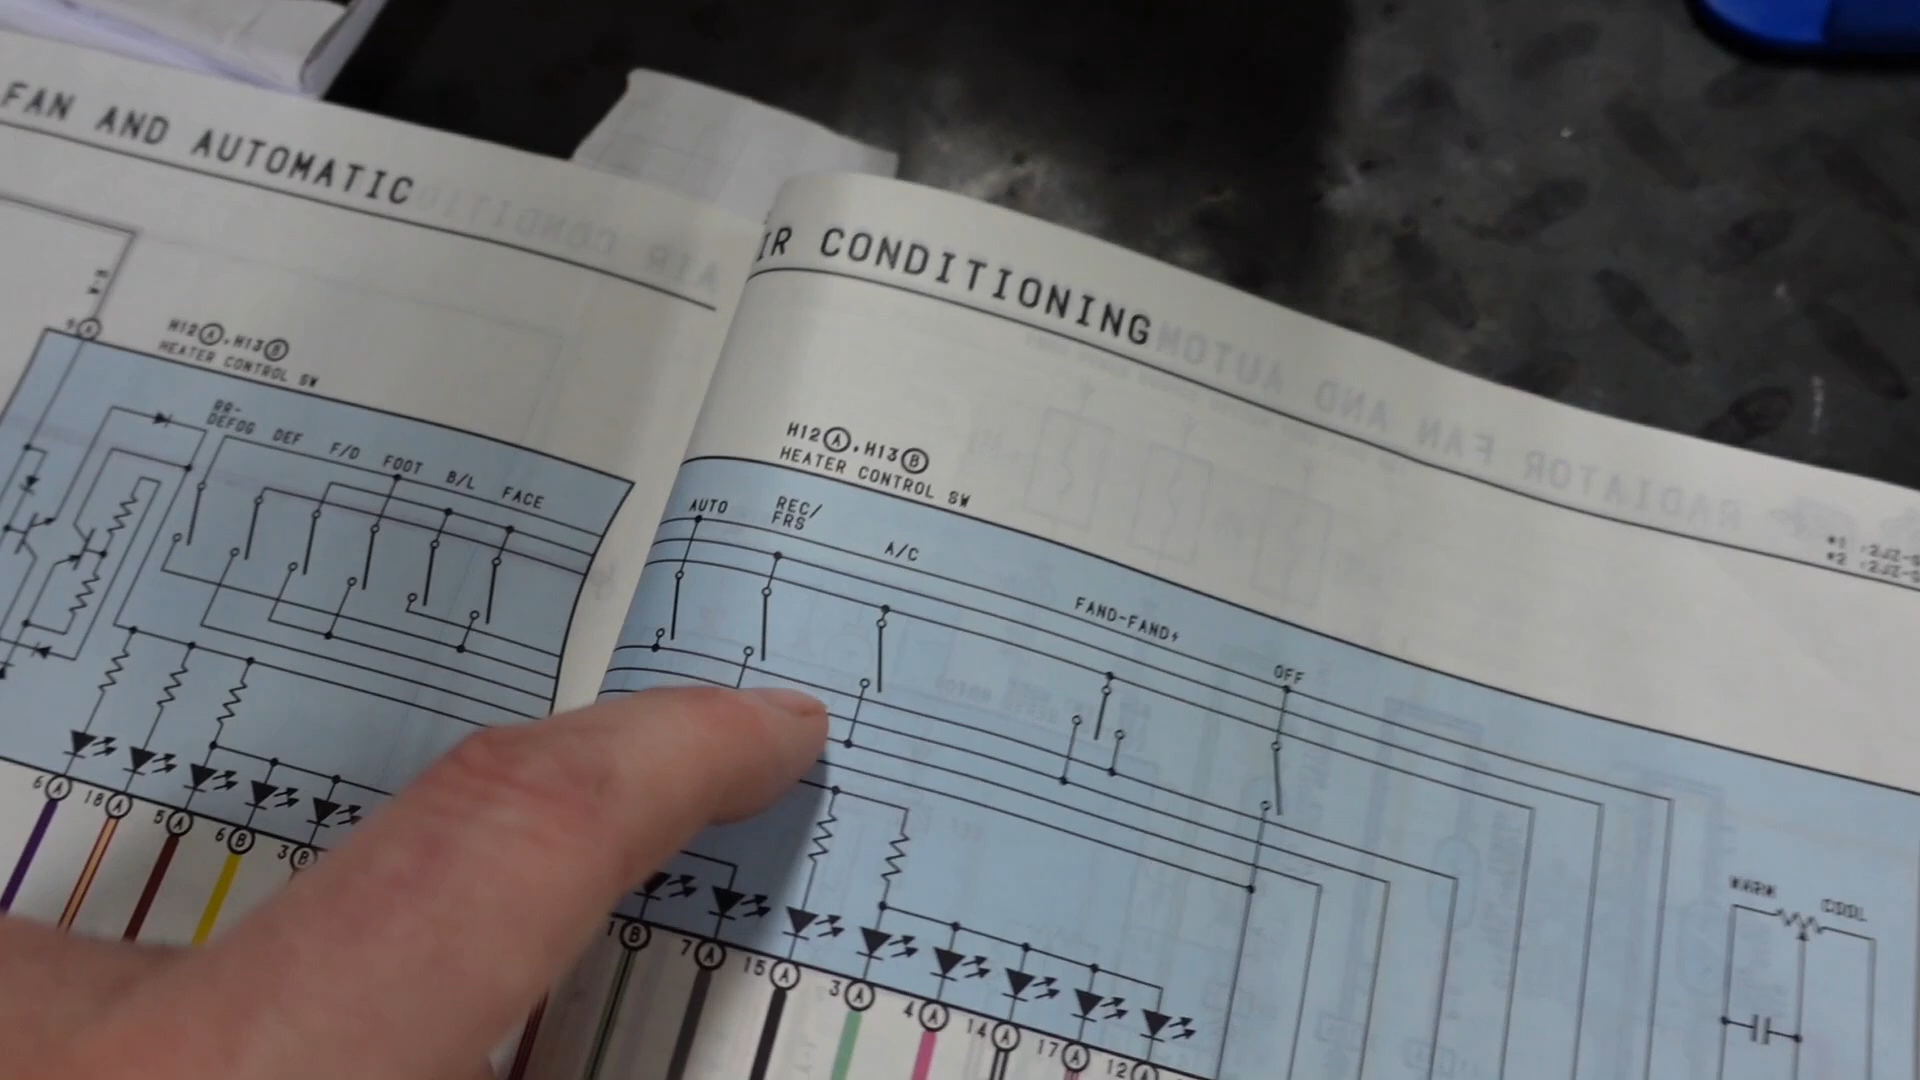 FAN AND AUTOMATIC
IR CONDITIONING
H12 A, H13 B
HEATER CONTROL SW
RR-
DEFOG DEF F/D FOOT B/L FACE
6 A 18 A 5 A 6 B 3 B
H12 A, H13 B
HEATER CONTROL SW
AUTO REC/
FRS A/C FAND-FAND+ OFF
WARM COOL
1 B 7 A 15 A 3 A 4 A 14 A 17 A 12 A